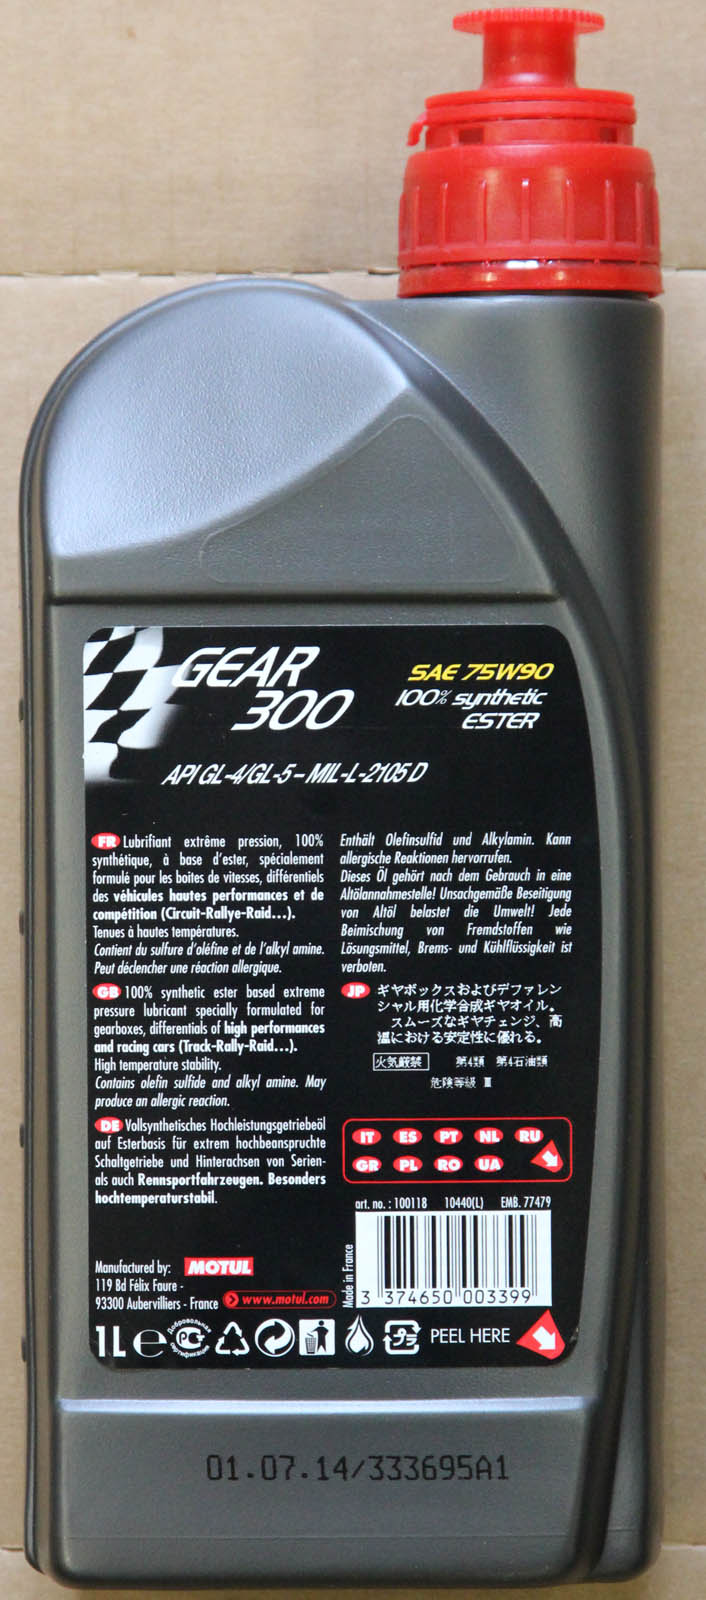 GEAR
300
SAE 75W90
100% synthetic
ESTER
API GL-4/GL-5 - MIL-L-2105 D
FR Lubrifiant extrême pression, 100%
synthétique, à base d'ester, spécialement
formulé pour les boites de vitesses, différentiels
des véhicules hautes performances et de
compétition (Circuit-Rallye-Raid...).
Tenues à hautes températures.
Contient du sulfure d'oléfine et de l'alkyl amine.
Peut déclencher une réaction allergique.
GB 100% synthetic ester based extreme
pressure lubricant specially formulated for
gearboxes, differentials of high performances
and racing cars (Track-Rally-Raid...).
High temperature stability.
Contains olefin sulfide and alkyl amine. May
produce an allergic reaction.
DE Vollsynthetisches Hochleistungsgetriebeöl
auf Esterbasis für extrem hochbeanspruchte
Schaltgetriebe und Hinterachsen von Serien-
als auch Rennsportfahrzeugen. Besonders
hochtemperaturstabil.
Enthält Olefinsulfid und Alkylamin. Kann
allergische Reaktionen hervorrufen.
Dieses Öl gehört nach dem Gebrauch in eine
Altölannahmestelle! Unsachgemäße Beseitigung
von Altöl belastet die Umwelt! Jede
Beimischung von Fremdstoffen wie
Lösungsmittel, Brems- und Kühlflüssigkeit ist
verboten.
JP ギヤボックスおよびデファレン
シャル用化学合成ギヤオイル。
スムーズなギヤチェンジ、高
温における安定性に優れる。
火気厳禁 第4類 第4石油類
危険等級 Ⅲ
IT ES PT NL RU
GR PL RO UA
art. no. : 100118 10440(L) EMB. 77479
Made in France
3 374650 003399
Manufactured by: MOTUL
119 Bd Félix Faure -
93300 Aubervilliers - France
www.motul.com
1L e Добровольная сертификация РСТ プラ PEEL HERE
01.07.14/333695A1